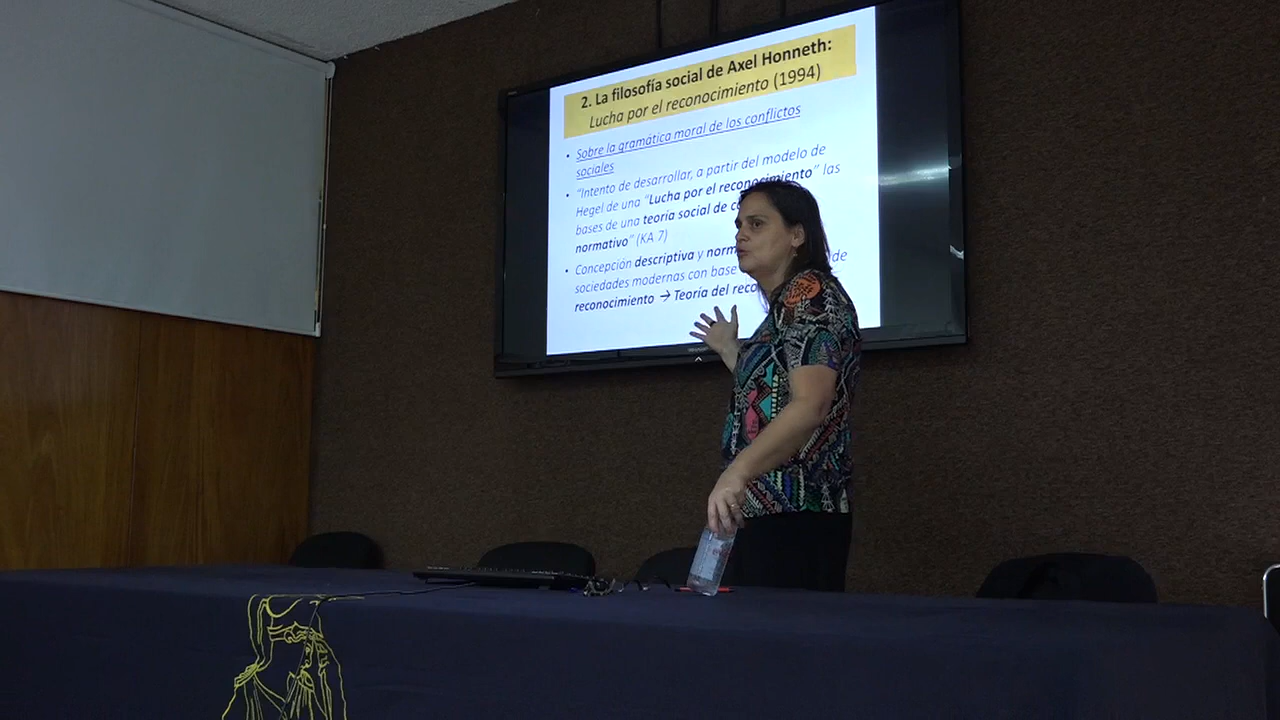 2. La filosofía social de Axel Honneth:
Lucha por el reconocimiento (1994)
• Sobre la gramática moral de los conflictos
sociales
• “Intento de desarrollar, a partir del modelo de
Hegel de una “Lucha por el reconocimiento” las
bases de una teoría social de
normativo” (KA 7)
• Concepción descriptiva y
sociedades modernas con base de
reconocimiento → Teoría del